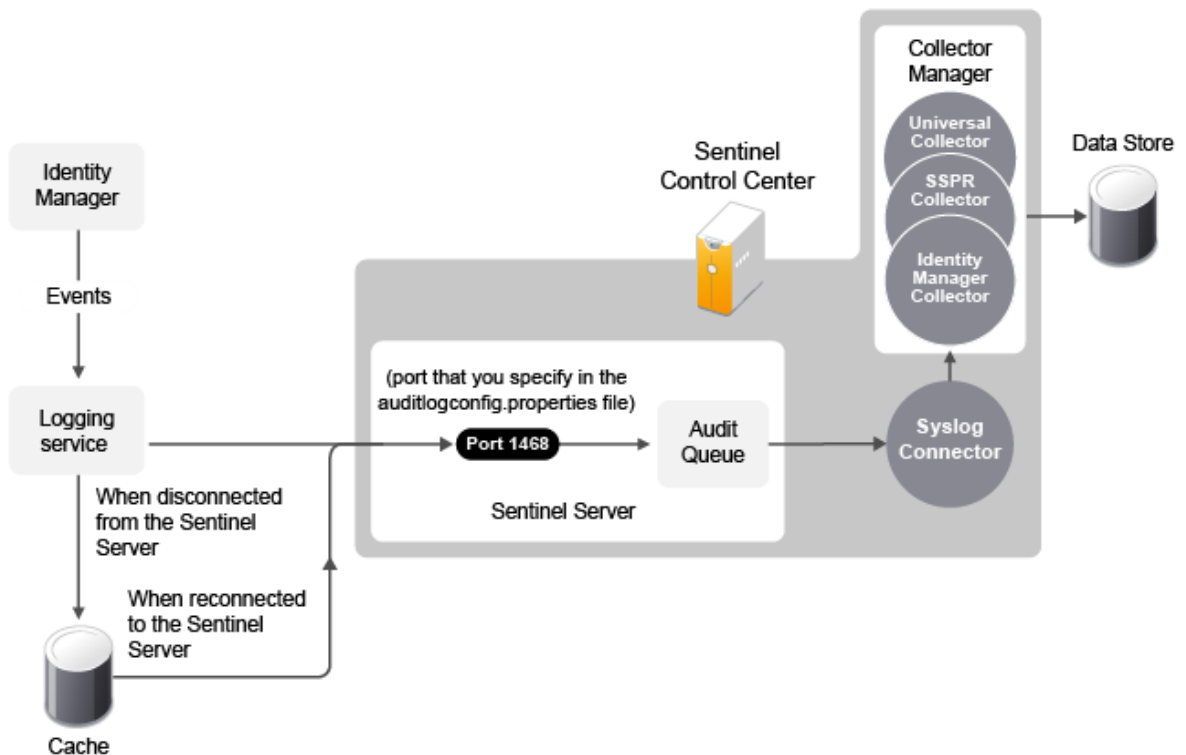 Collector
Manager
Universal
Collector
SSPR
Collector
Identity
Manager
Collector
Data Store
Sentinel
Control Center
Identity
Manager
Events
Logging
service
(port that you specify in the
auditlogconfig.properties file)
Port 1468
Audit
Queue
Syslog
Connector
Sentinel Server
When disconnected
from the Sentinel
Server
When reconnected
to the Sentinel
Server
Cache